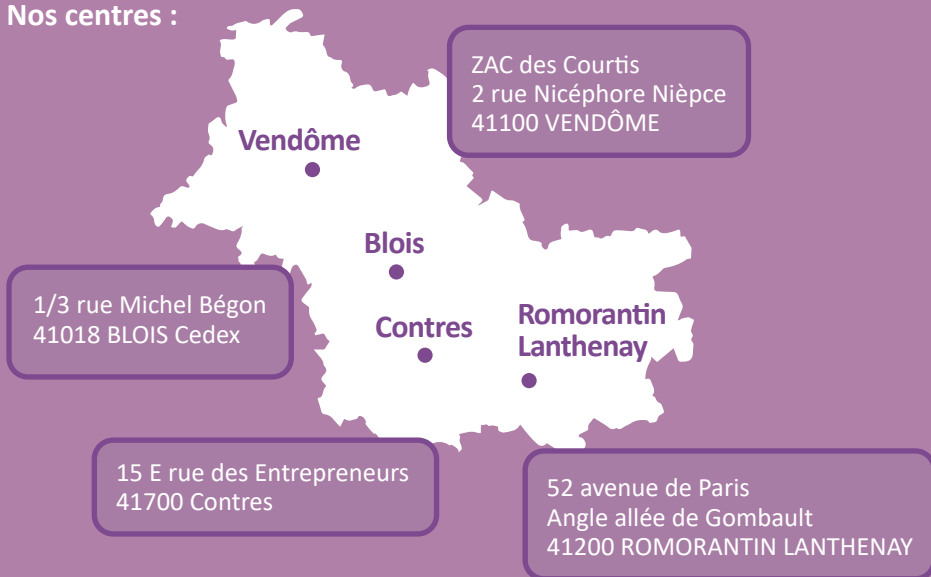 Nos centres :
ZAC des Courtis
2 rue Nicéphore Nièpce
41100 VENDÔME
Vendôme
Blois
1/3 rue Michel Bégon
41018 BLOIS Cedex
Contres
Romorantin
Lanthenay
15 E rue des Entrepreneurs
41700 Contres
52 avenue de Paris
Angle allée de Gombault
41200 ROMORANTIN LANTHENAY